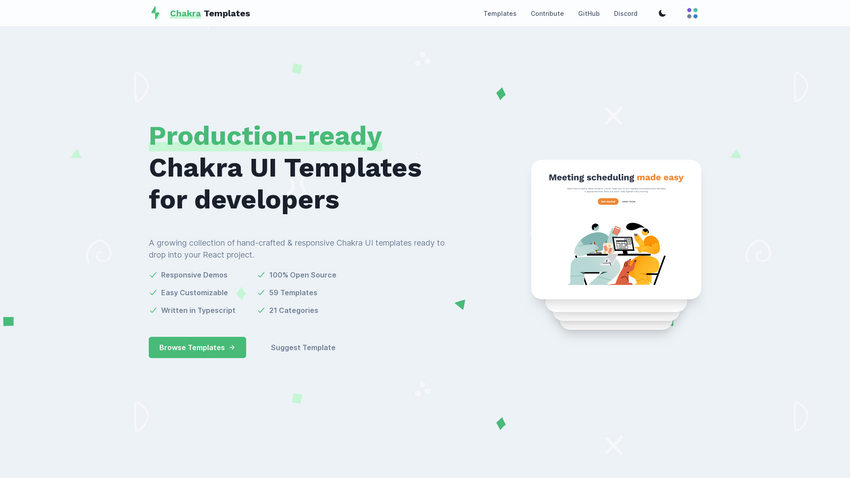 Chakra Templates
Templates
Contribute
GitHub
Discord
Production-ready
Chakra UI Templates
for developers
A growing collection of hand-crafted & responsive Chakra UI templates ready to
drop into your React project.
Responsive Demos
100% Open Source
Easy Customizable
59 Templates
Written in Typescript
21 Categories
Browse Templates
Suggest Template
Meeting scheduling made easy